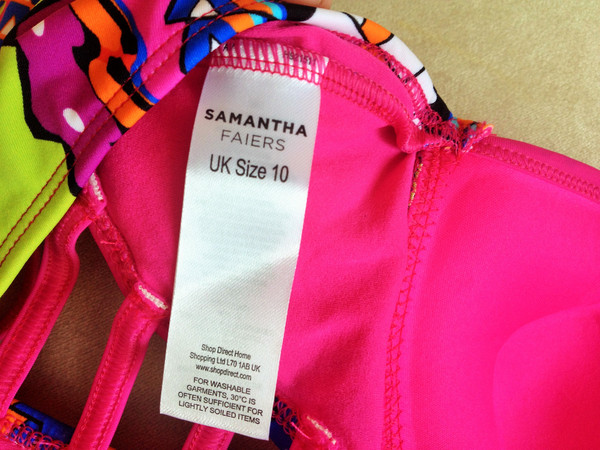 SAMANTHA
FAIERS
UK Size 10
Shop Direct Home
Shopping Ltd L70 1AB UK
www.shopdirect.com
FOR WASHABLE
GARMENTS, 30°C IS
OFTEN SUFFICIENT FOR
LIGHTLY SOILED ITEMS